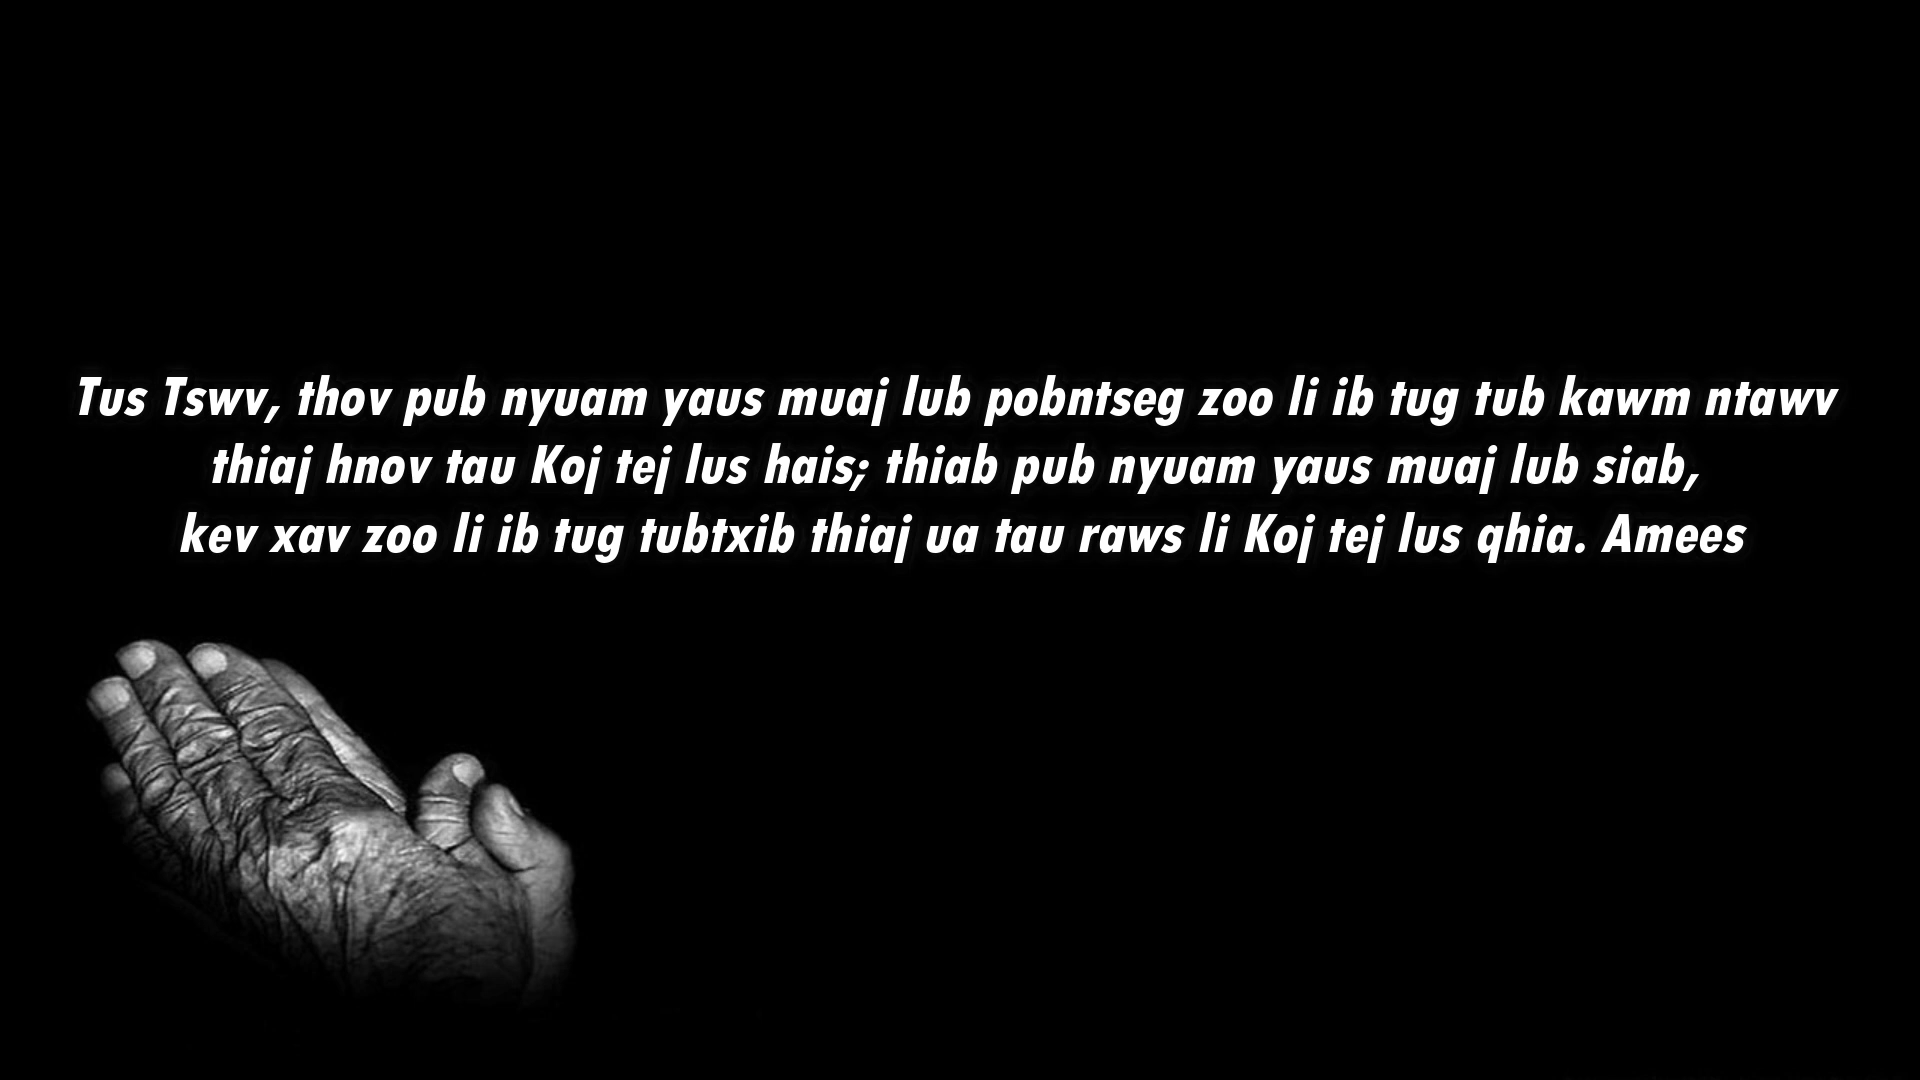 Tus Tswv, thov pub nyuam yaus muaj lub pobntseg zoo li ib tug tub kawm ntawv
thiaj hnov tau Koj tej lus hais; thiab pub nyuam yaus muaj lub siab,
kev xav zoo li ib tug tubtxib thiaj ua tau raws li Koj tej lus qhia. Amees